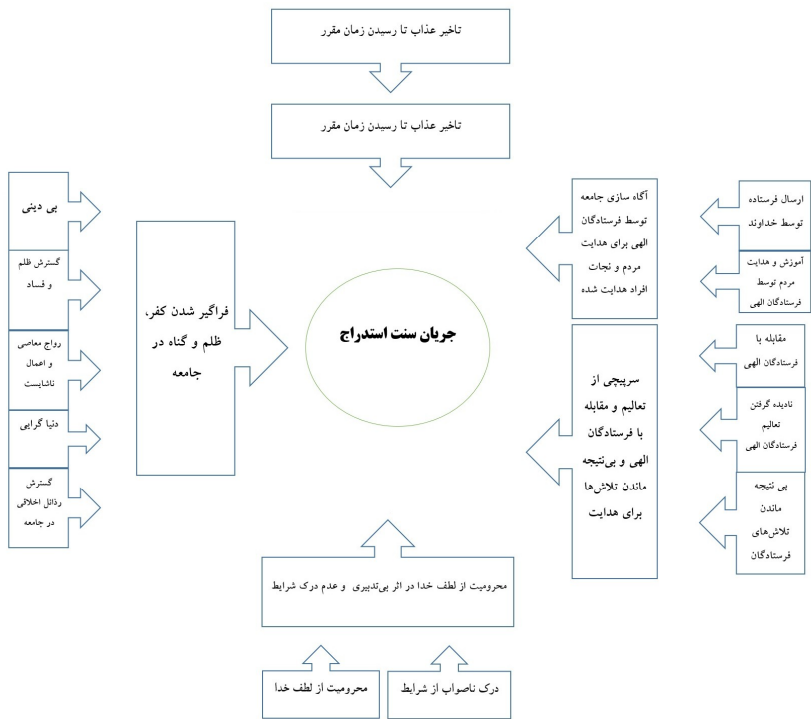 تاخیر عذاب تا رسیدن زمان مقرر
تاخیر عذاب تا رسیدن زمان مقرر
ارسال فرستاده
توسط خداوند
آموزش و هدایت
مردم توسط
فرستادگان الهی
آگاه سازی جامعه
توسط فرستادگان
الهی برای هدایت
مردم و نجات
افراد هدایت شده
مقابله با
فرستادگان الهی
نادیده گرفتن
تعالیم
فرستادگان الهی
بی نتیجه
ماندن
تلاش‌های
فرستادگان
سرپیچی از
تعالیم و مقابله
با فرستادگان
الهی و بی‌نتیجه
ماندن تلاش‌ها
برای هدایت
جریان سنت استدراج
فراگیر شدن کفر،
ظلم و گناه در
جامعه
بی دینی
گسترش ظلم
و فساد
رواج معاصی
و اعمال
ناشایست
دنیا گرایی
گسترش
رذائل اخلاقی
در جامعه
محرومیت از لطف خدا در اثر بی‌تدبیری و عدم درک شرایط
درک ناصواب از شرایط
محرومیت از لطف خدا